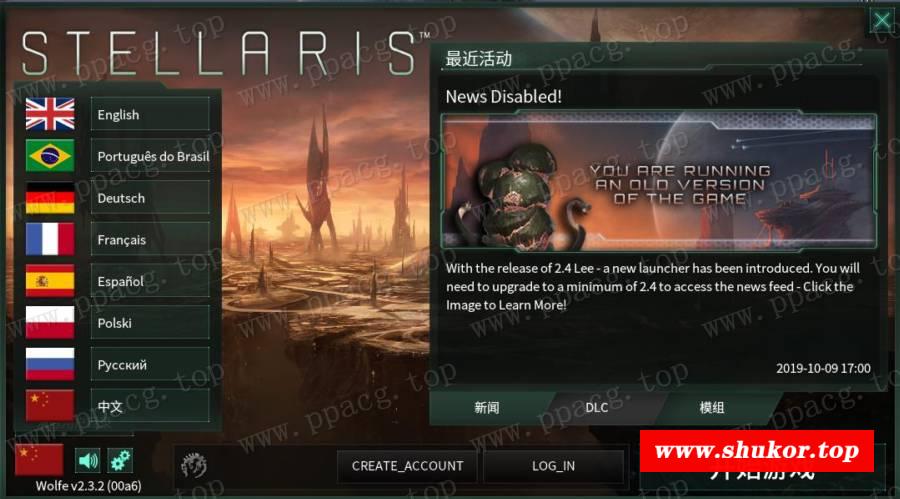 STELLARIS™
最近活动
News Disabled!
YOU ARE RUNNING
AN OLD VERSION
OF THE GAME
With the release of 2.4 Lee - a new launcher has been introduced. You will
need to upgrade to a minimum of 2.4 to access the news feed - Click the
Image to Learn More!
2019-10-09 17:00
新闻
DLC
模组
English
Português do Brasil
Deutsch
Français
Español
Polski
Русский
中文
Wolfe v2.3.2 (00a6)
CREATE_ACCOUNT
LOG_IN
www.shukor.top
www.ppacg.top